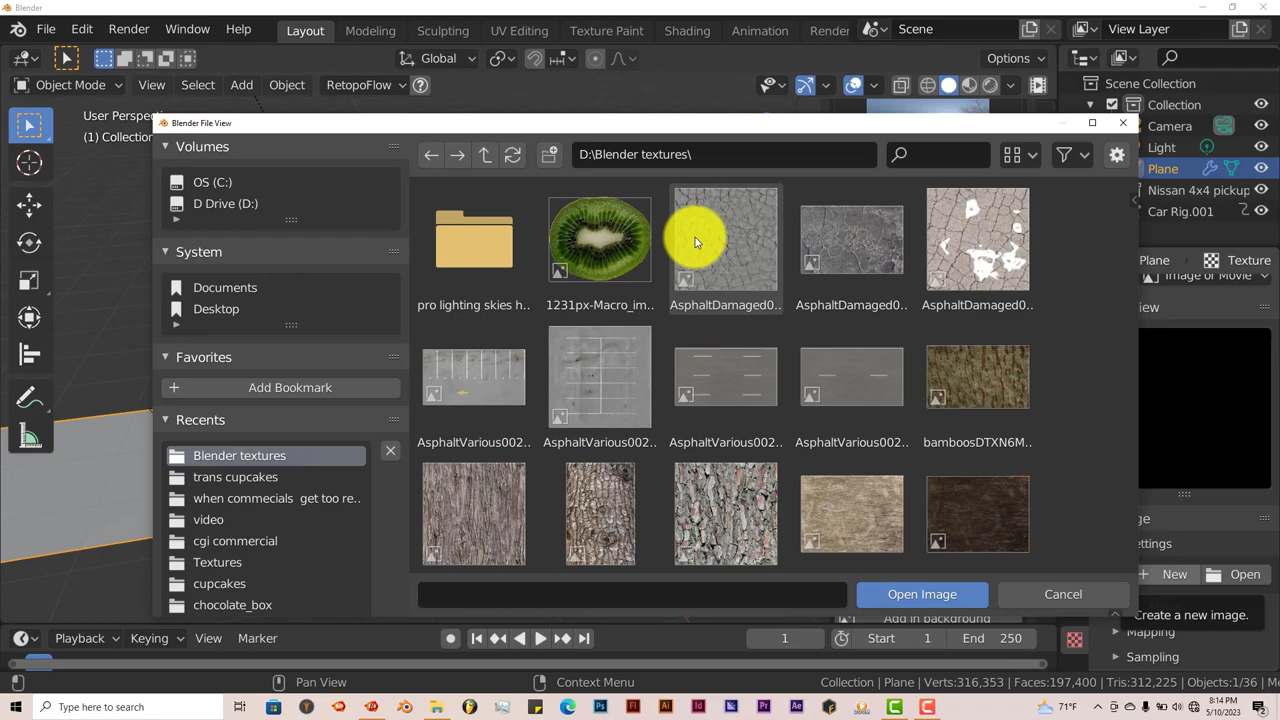 Blender
File Edit Render Window Help Layout Modeling Sculpting UV Editing Texture Paint Shading Animation Scene View Layer
Global Options
Object Mode View Select Add Object RetopoFlow
Scene Collection
User Perspe
(1) Collection
Collection
Camera
Light
Plane
Nissan 4x4 pickup
Car Rig.001
Blender File View
Volumes
D:\Blender textures\
OS (C:)
D Drive (D:)
System
Documents
Desktop
Favorites
Add Bookmark
Recents
Blender textures
trans cupcakes
when commecials get too re..
video
cgi commercial
Textures
cupcakes
chocolate_box
pro lighting skies h.. 1231px-Macro_im.. AsphaltDamaged0.. AsphaltDamaged0.. AsphaltDamaged0..
AsphaltVarious002.. AsphaltVarious002.. AsphaltVarious002.. AsphaltVarious002.. bamboosDTXN6M..
Open Image Cancel
Plane Texture
Image or Movie
iew
ge
ettings
New Open
Create a new image.
Add in background
Mapping
Sampling
Playback Keying View Marker 1 Start 1 End 250
Pan View Context Menu Collection | Plane | Verts:316,353 | Faces:197,400 | Tris:312,225 | Objects:1/36 | Me
Type here to search
71°F
8:14 PM
5/10/2023